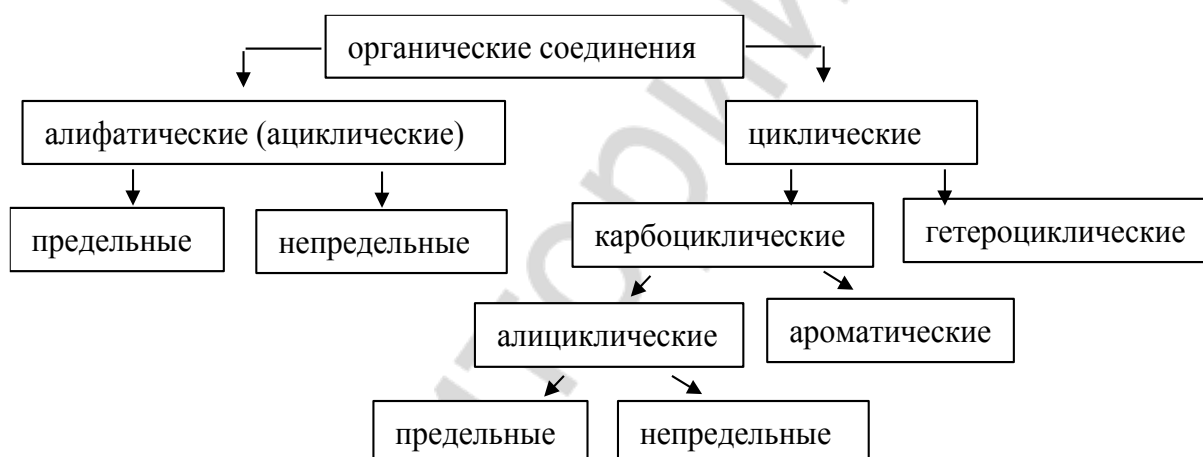 органические соединения
алифатические (ациклические)
циклические
предельные
непредельные
карбоциклические
гетероциклические
алициклические
ароматические
предельные
непредельные